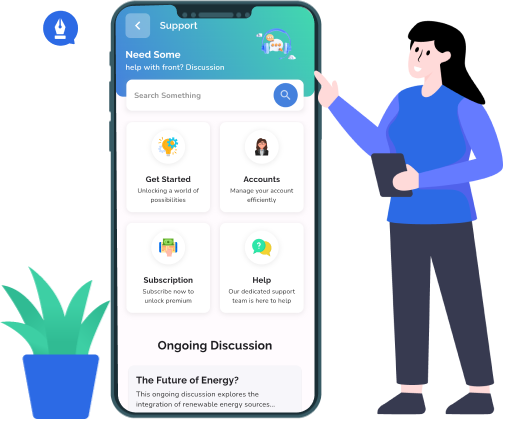 Support
Need Some
help with front? Discussion
Search Something
Get Started
Unlocking a world of
possibilities
Accounts
Manage your account
efficiently
Subscription
Subscribe now to
unlock premium
Help
Our dedicated support
team is here to help
Ongoing Discussion
The Future of Energy?
This ongoing discussion explores the
integration of renewable energy sources...